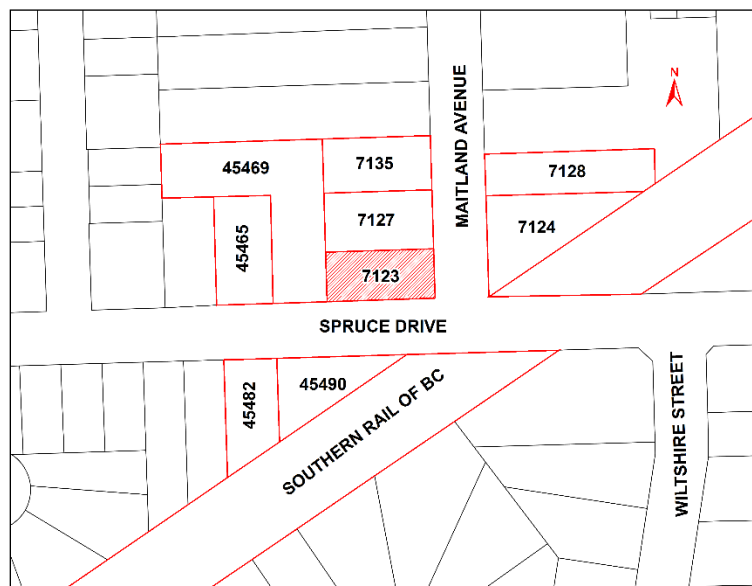 N
MAITLAND AVENUE
45469
7135
7128
7127
7124
45465
7123
SPRUCE DRIVE
45482
45490
SOUTHERN RAIL OF BC
WILTSHIRE STREET